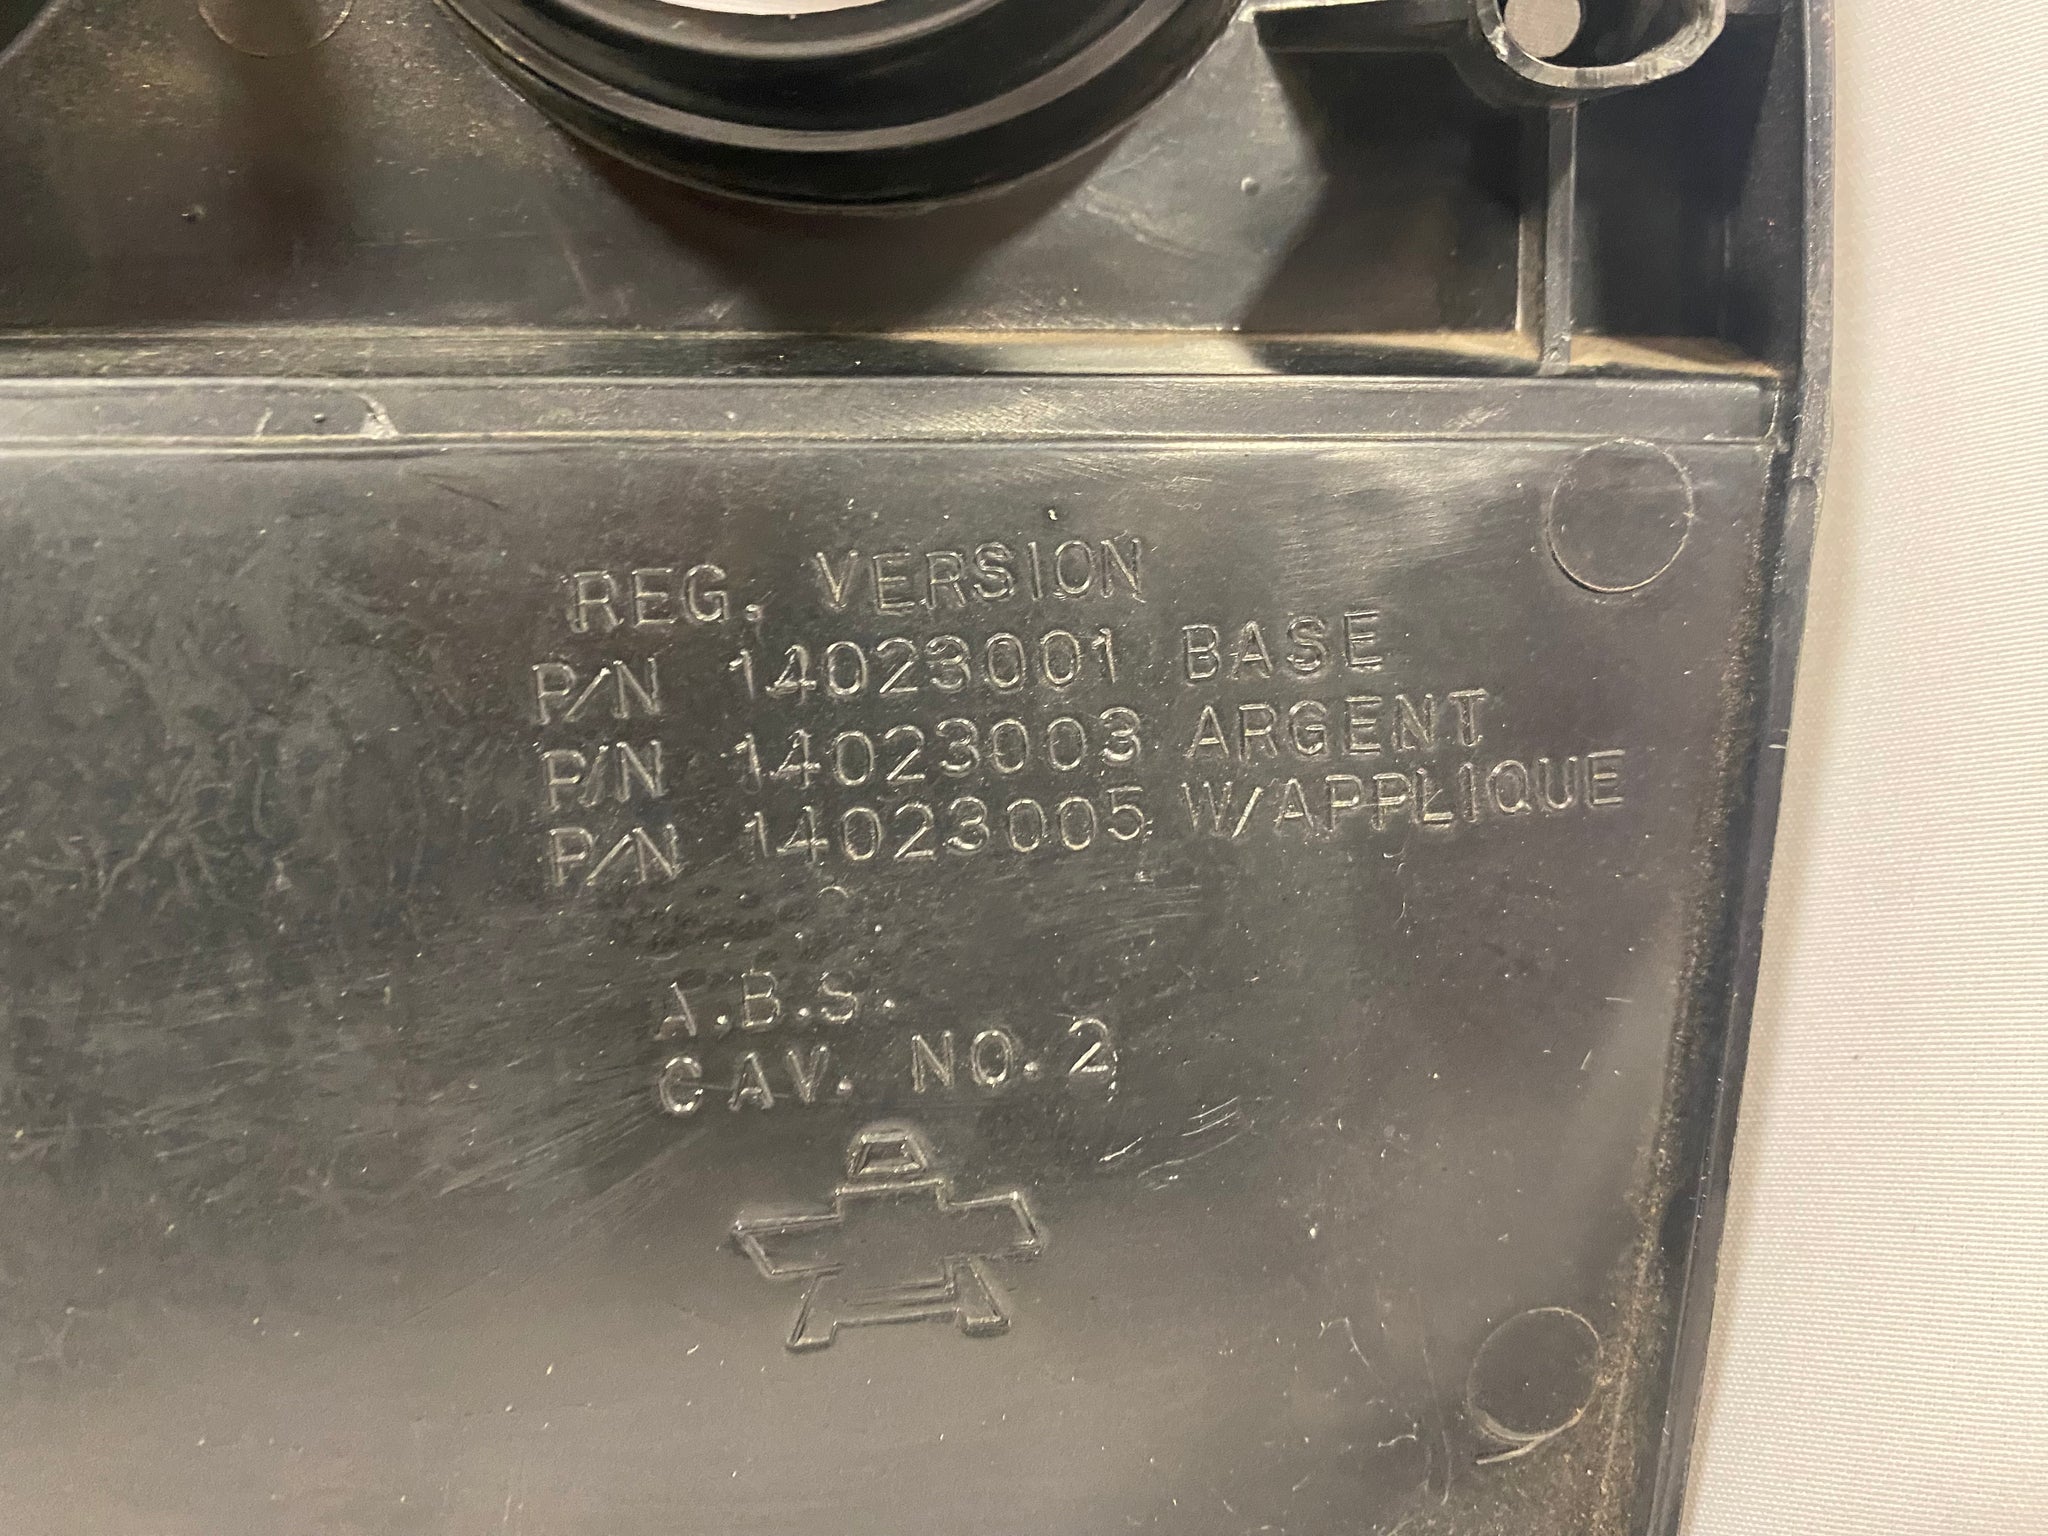 REG. VERSION
P/N 14023001 BASE
P/N 14023003 ARGENT
P/N 14023005 W/APPLIQUE
A.B.S.
CAV. NO. 2